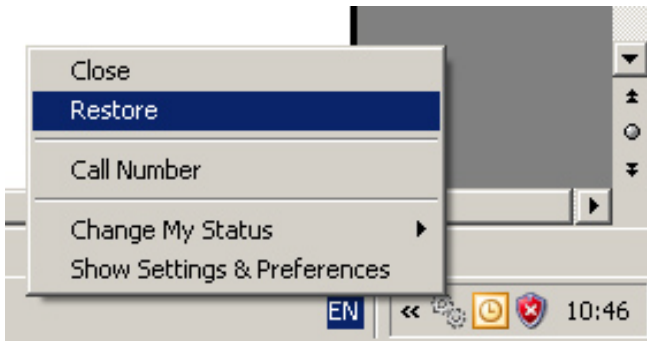 Close
Restore
Call Number
Change My Status
Show Settings & Preferences
EN
10:46